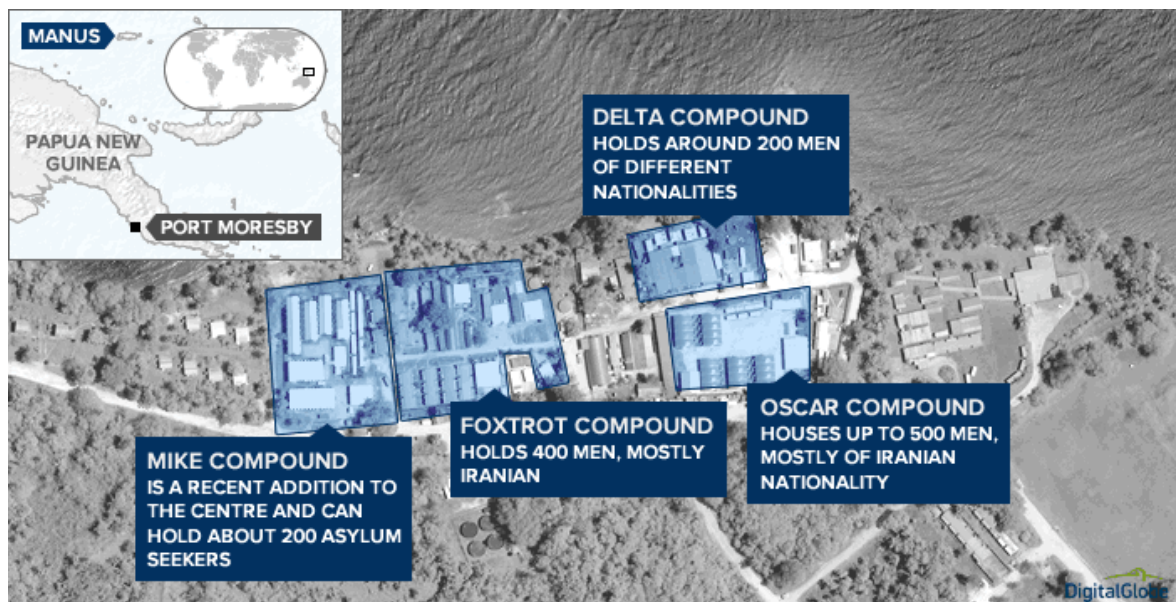 MANUS
PAPUA NEW
GUINEA
PORT MORESBY
DELTA COMPOUND
HOLDS AROUND 200 MEN
OF DIFFERENT
NATIONALITIES
MIKE COMPOUND
IS A RECENT ADDITION TO
THE CENTRE AND CAN
HOLD ABOUT 200 ASYLUM
SEEKERS
FOXTROT COMPOUND
HOLDS 400 MEN, MOSTLY
IRANIAN
OSCAR COMPOUND
HOUSES UP TO 500 MEN,
MOSTLY OF IRANIAN
NATIONALITY
DigitalGlobe